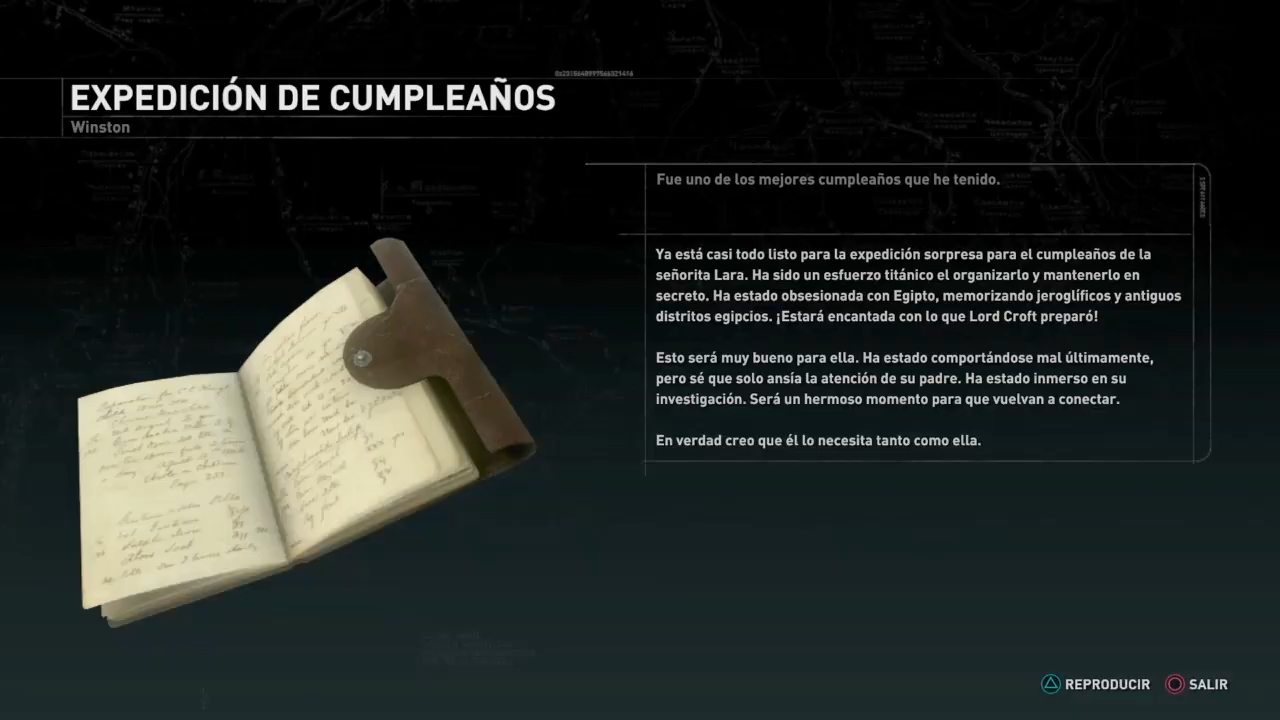 EXPEDICIÓN DE CUMPLEAÑOS
Winston
Fue uno de los mejores cumpleaños que he tenido.
Ya está casi todo listo para la expedición sorpresa para el cumpleaños de la
señorita Lara. Ha sido un esfuerzo titánico el organizarlo y mantenerlo en
secreto. Ha estado obsesionada con Egipto, memorizando jeroglíficos y antiguos
distritos egipcios. ¡Estará encantada con lo que Lord Croft preparó!
Esto será muy bueno para ella. Ha estado comportándose mal últimamente,
pero sé que solo ansía la atención de su padre. Ha estado inmerso en su
investigación. Será un hermoso momento para que vuelvan a conectar.
En verdad creo que él lo necesita tanto como ella.
REPRODUCIR
SALIR